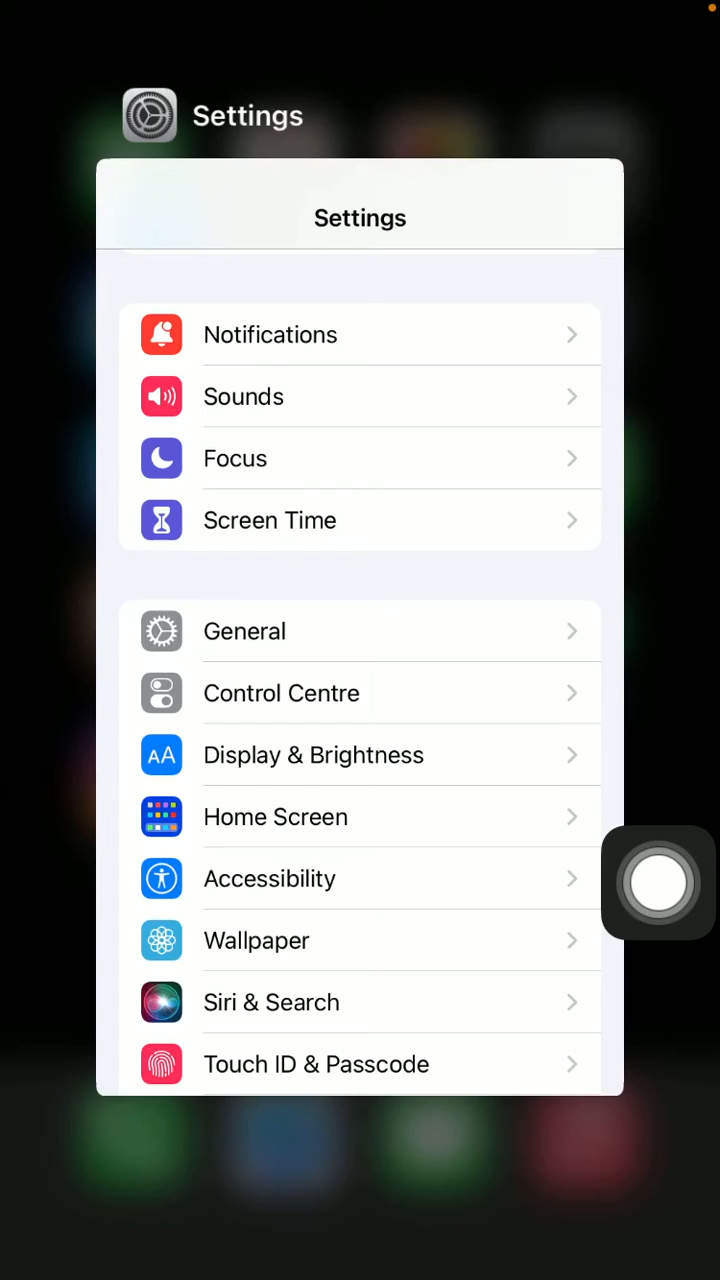 Settings
Settings
Notifications
Sounds
Focus
Screen Time
General
Control Centre
AA Display & Brightness
Home Screen
Accessibility
Wallpaper
Siri & Search
Touch ID & Passcode